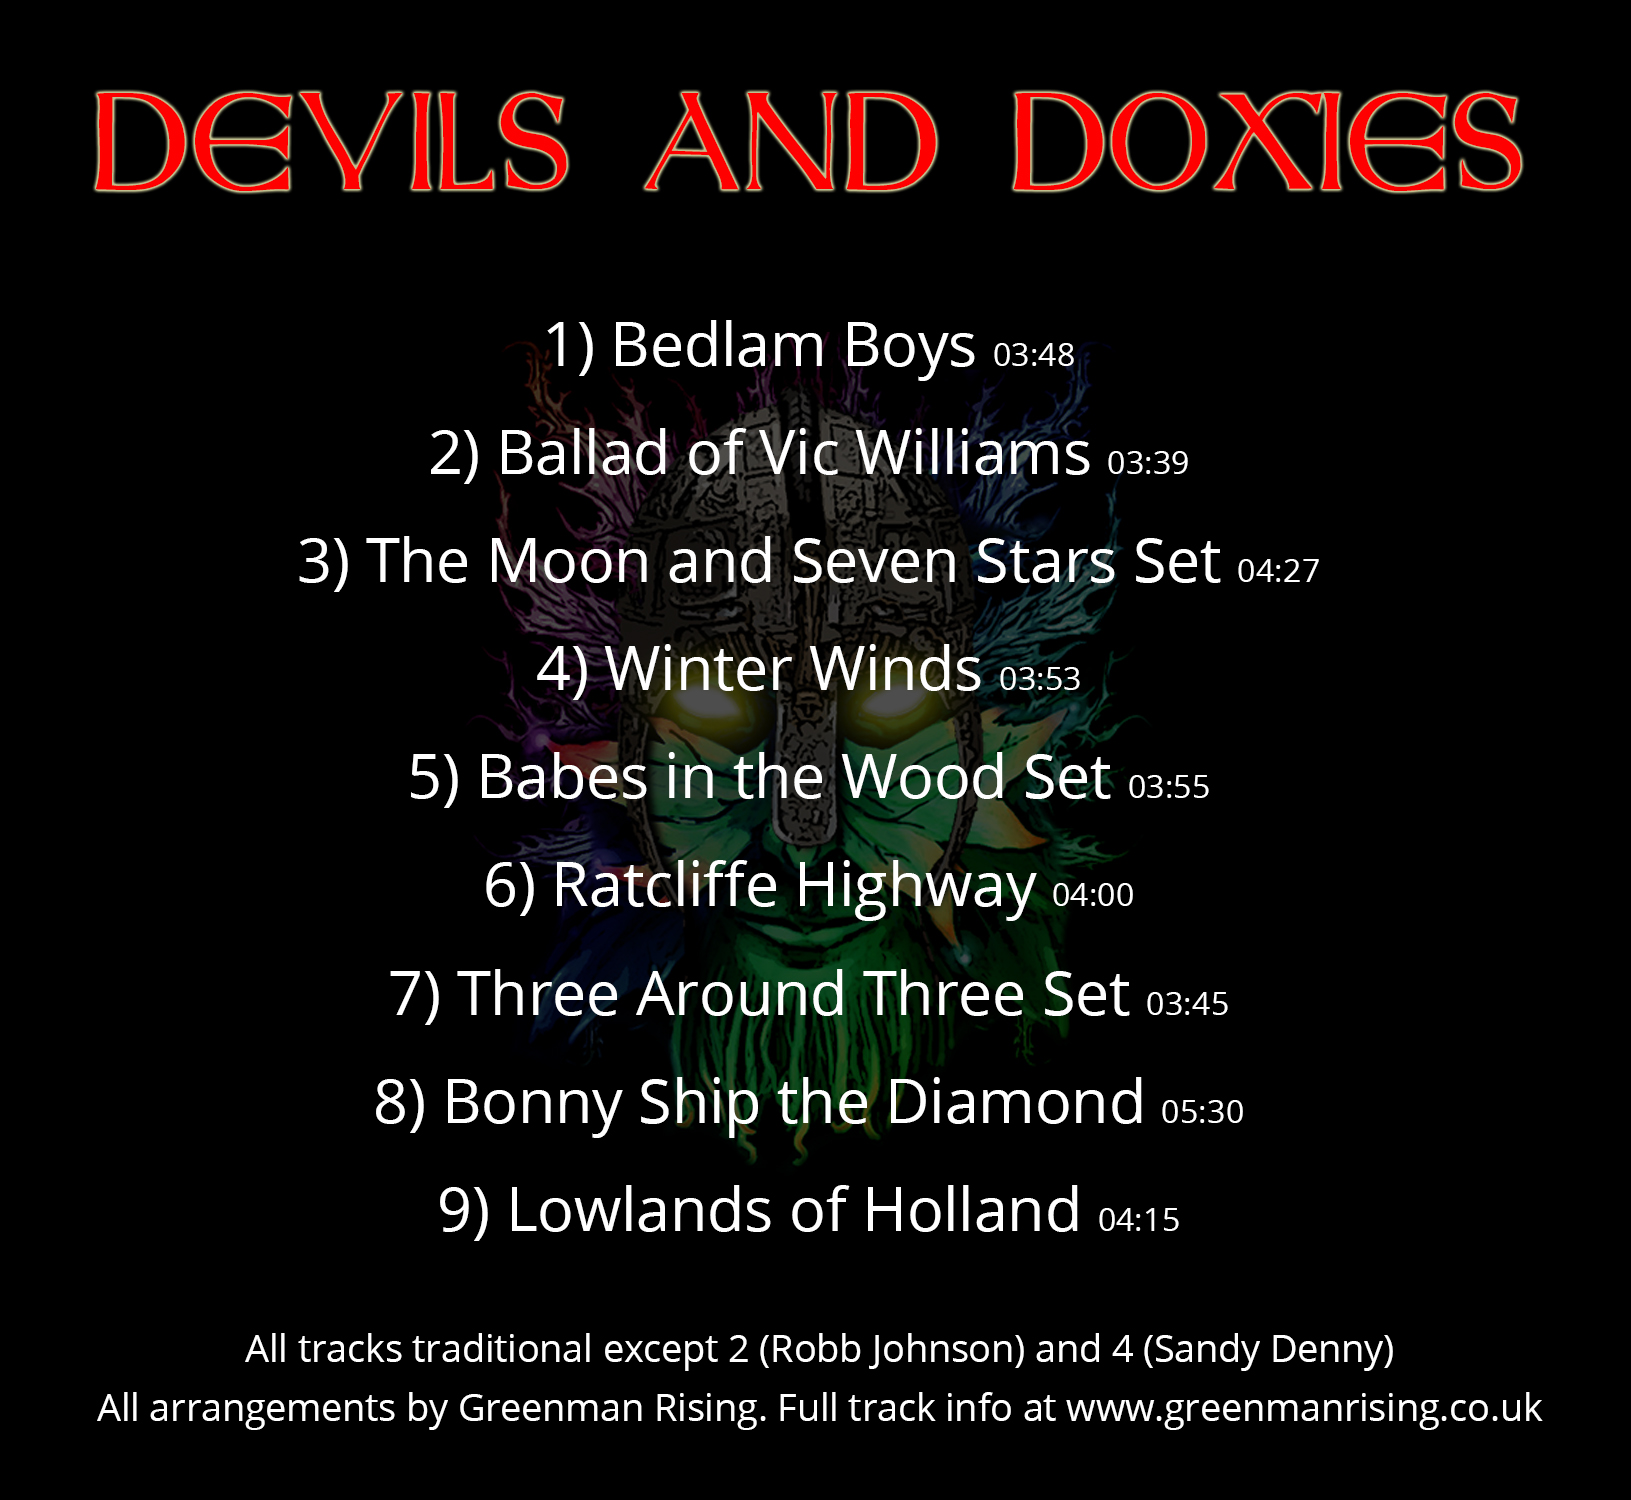 DEVILS AND DOXIES
1) Bedlam Boys 03:48
2) Ballad of Vic Williams 03:39
3) The Moon and Seven Stars Set 04:27
4) Winter Winds 03:53
5) Babes in the Wood Set 03:55
6) Ratcliffe Highway 04:00
7) Three Around Three Set 03:45
8) Bonny Ship the Diamond 05:30
9) Lowlands of Holland 04:15
All tracks traditional except 2 (Robb Johnson) and 4 (Sandy Denny)
All arrangements by Greenman Rising. Full track info at www.greenmanrising.co.uk